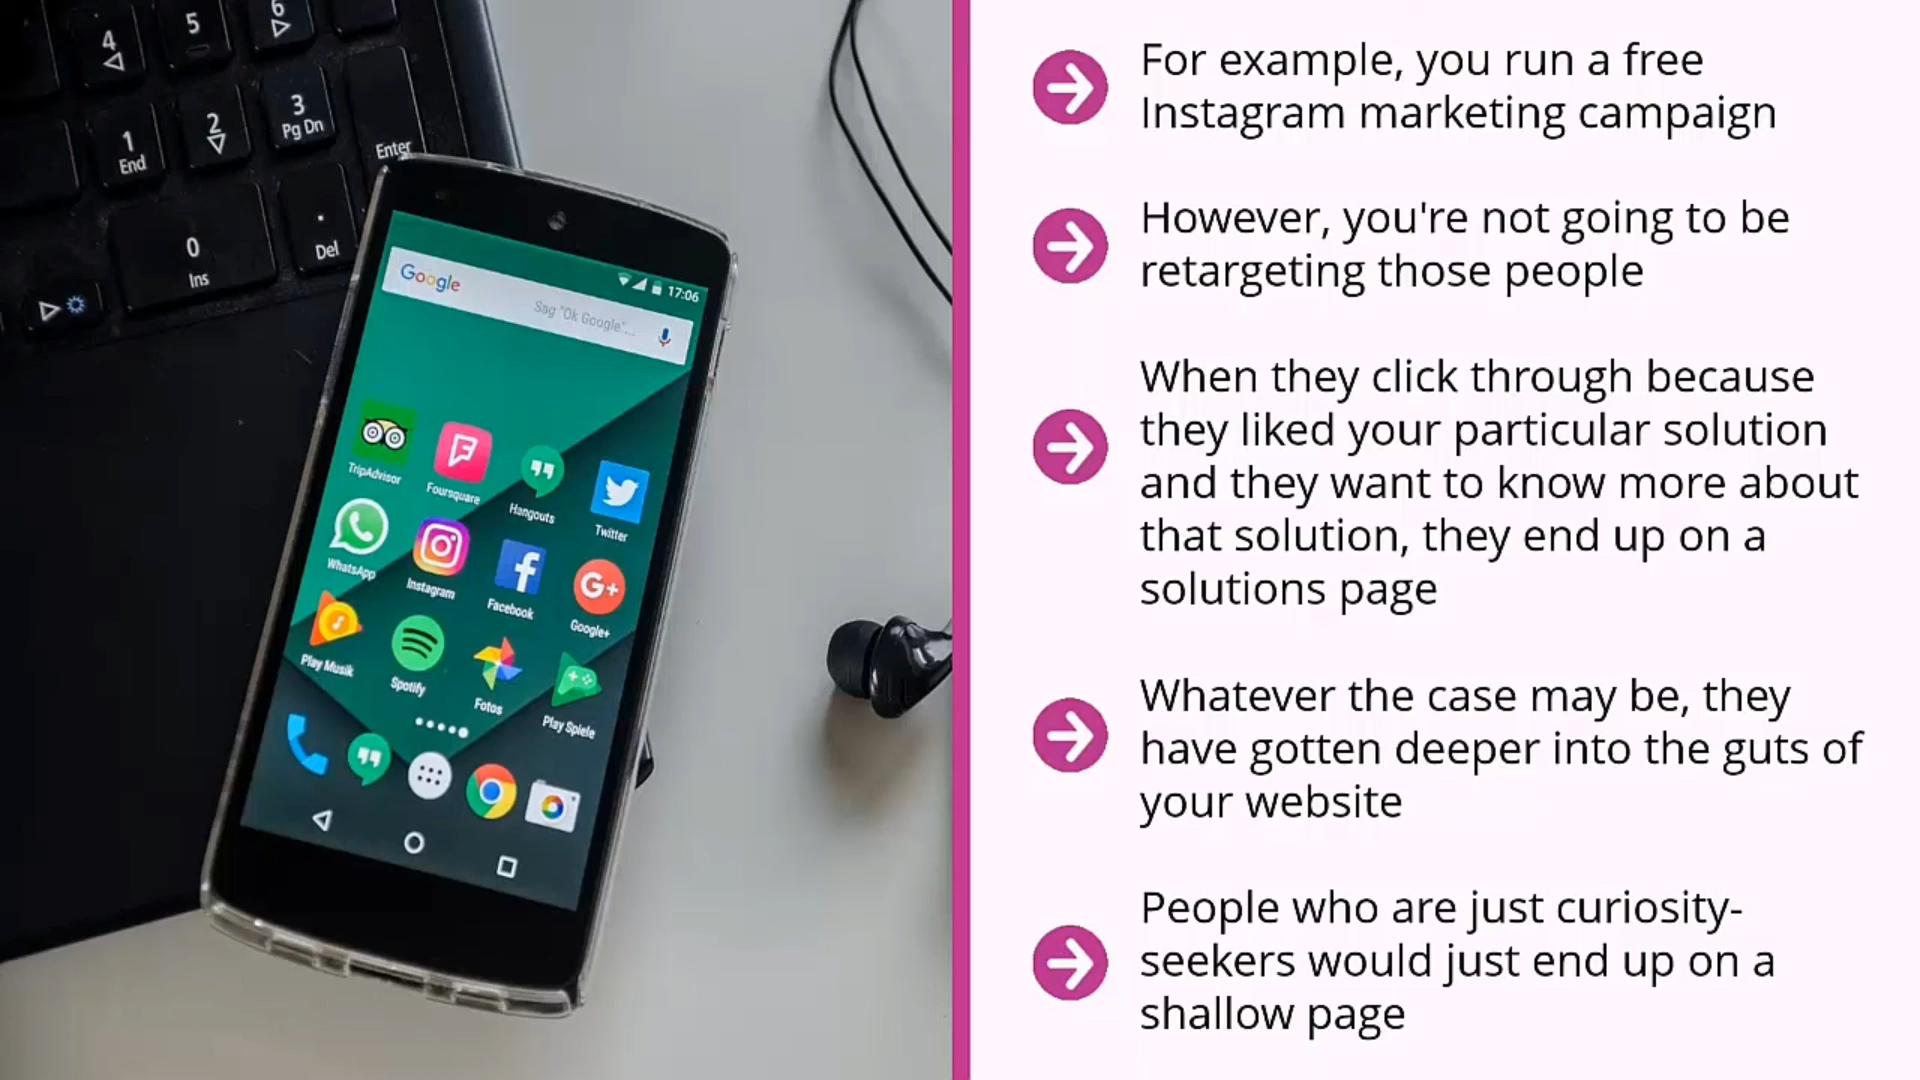 4
5
6
1
End
2
3
Pg Dn
Enter
0
Ins
.
Del
17:06
Google
Say "Ok Google"...
TripAdvisor
Foursquare
Hangouts
Twitter
WhatsApp
Instagram
Facebook
G+
Google+
Play Musik
Spotify
Fotos
Play Spiele
For example, you run a free
Instagram marketing campaign
However, you're not going to be
retargeting those people
When they click through because
they liked your particular solution
and they want to know more about
that solution, they end up on a
solutions page
Whatever the case may be, they
have gotten deeper into the guts of
your website
People who are just curiosity-
seekers would just end up on a
shallow page